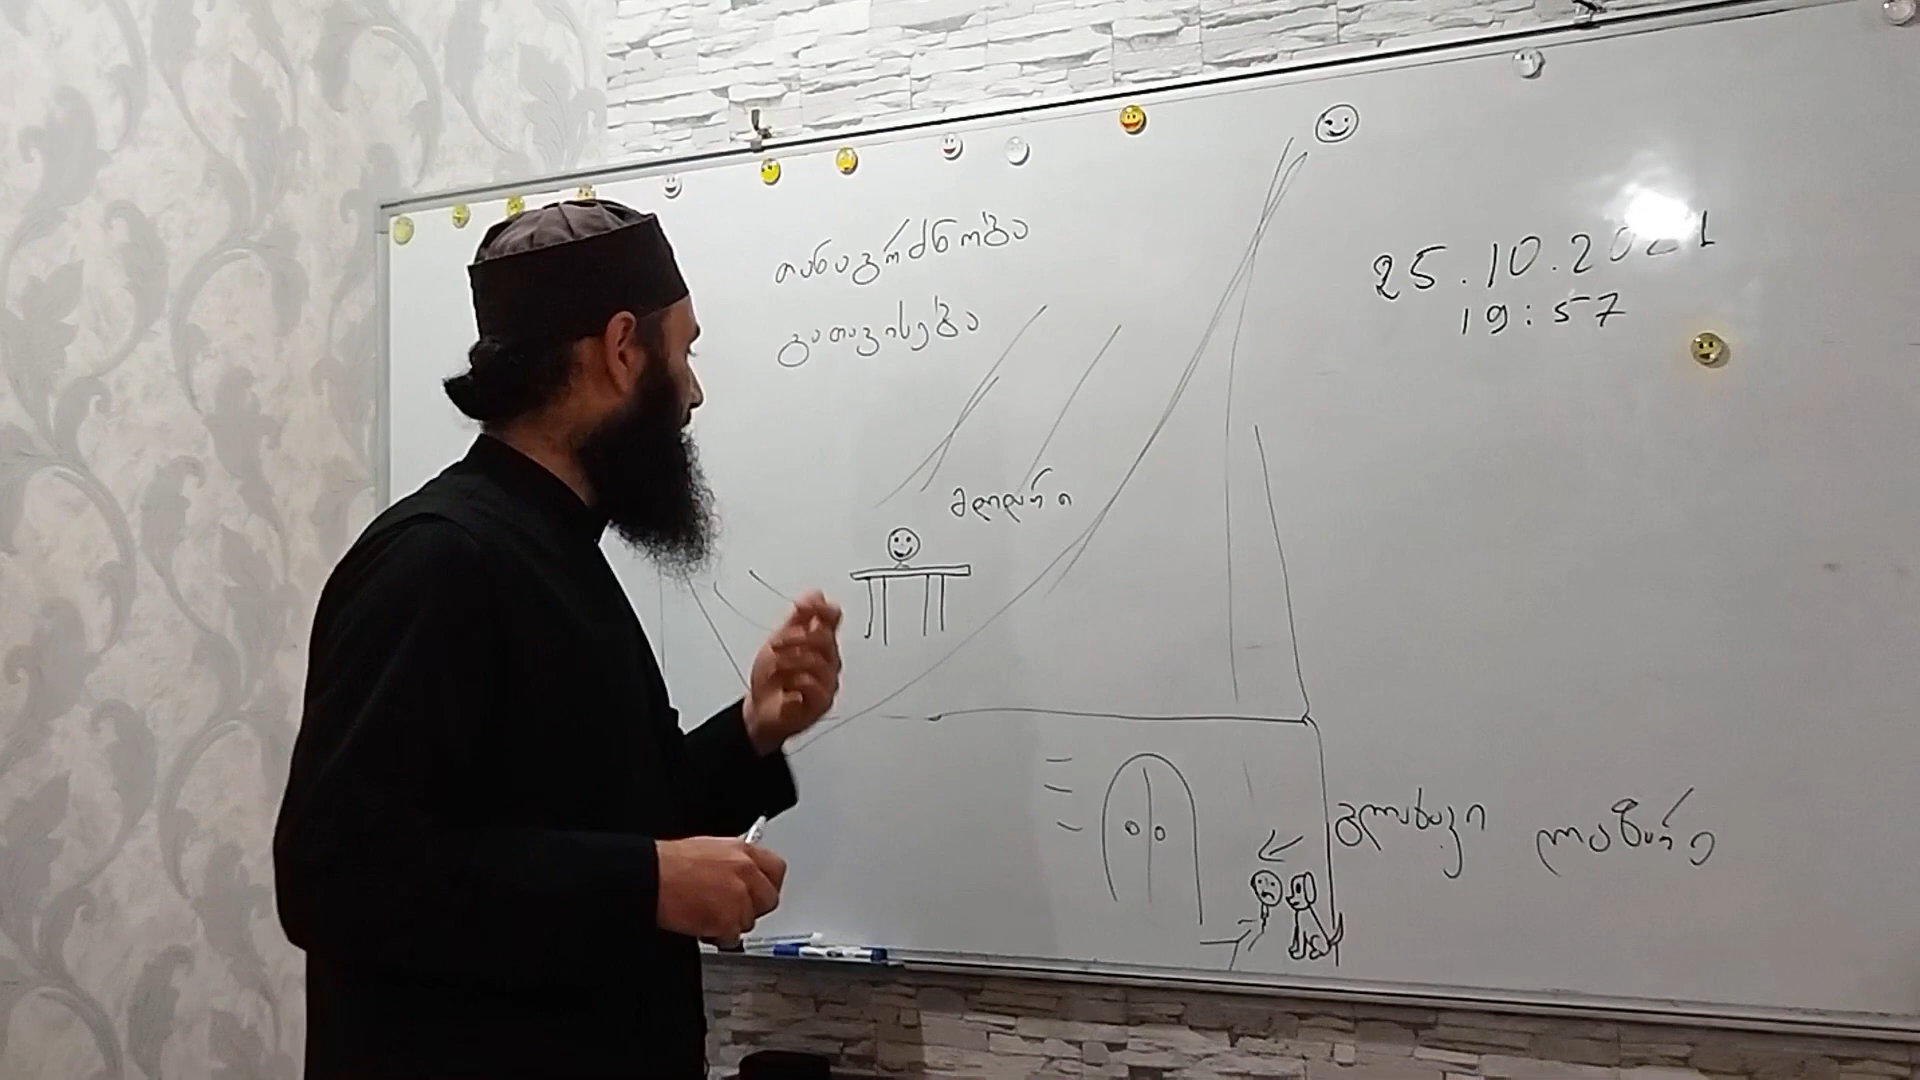 თანაგრძნობა
გათავისება
25.10.2021
19:57
მდიდარი
გლახაკი ლაზარე